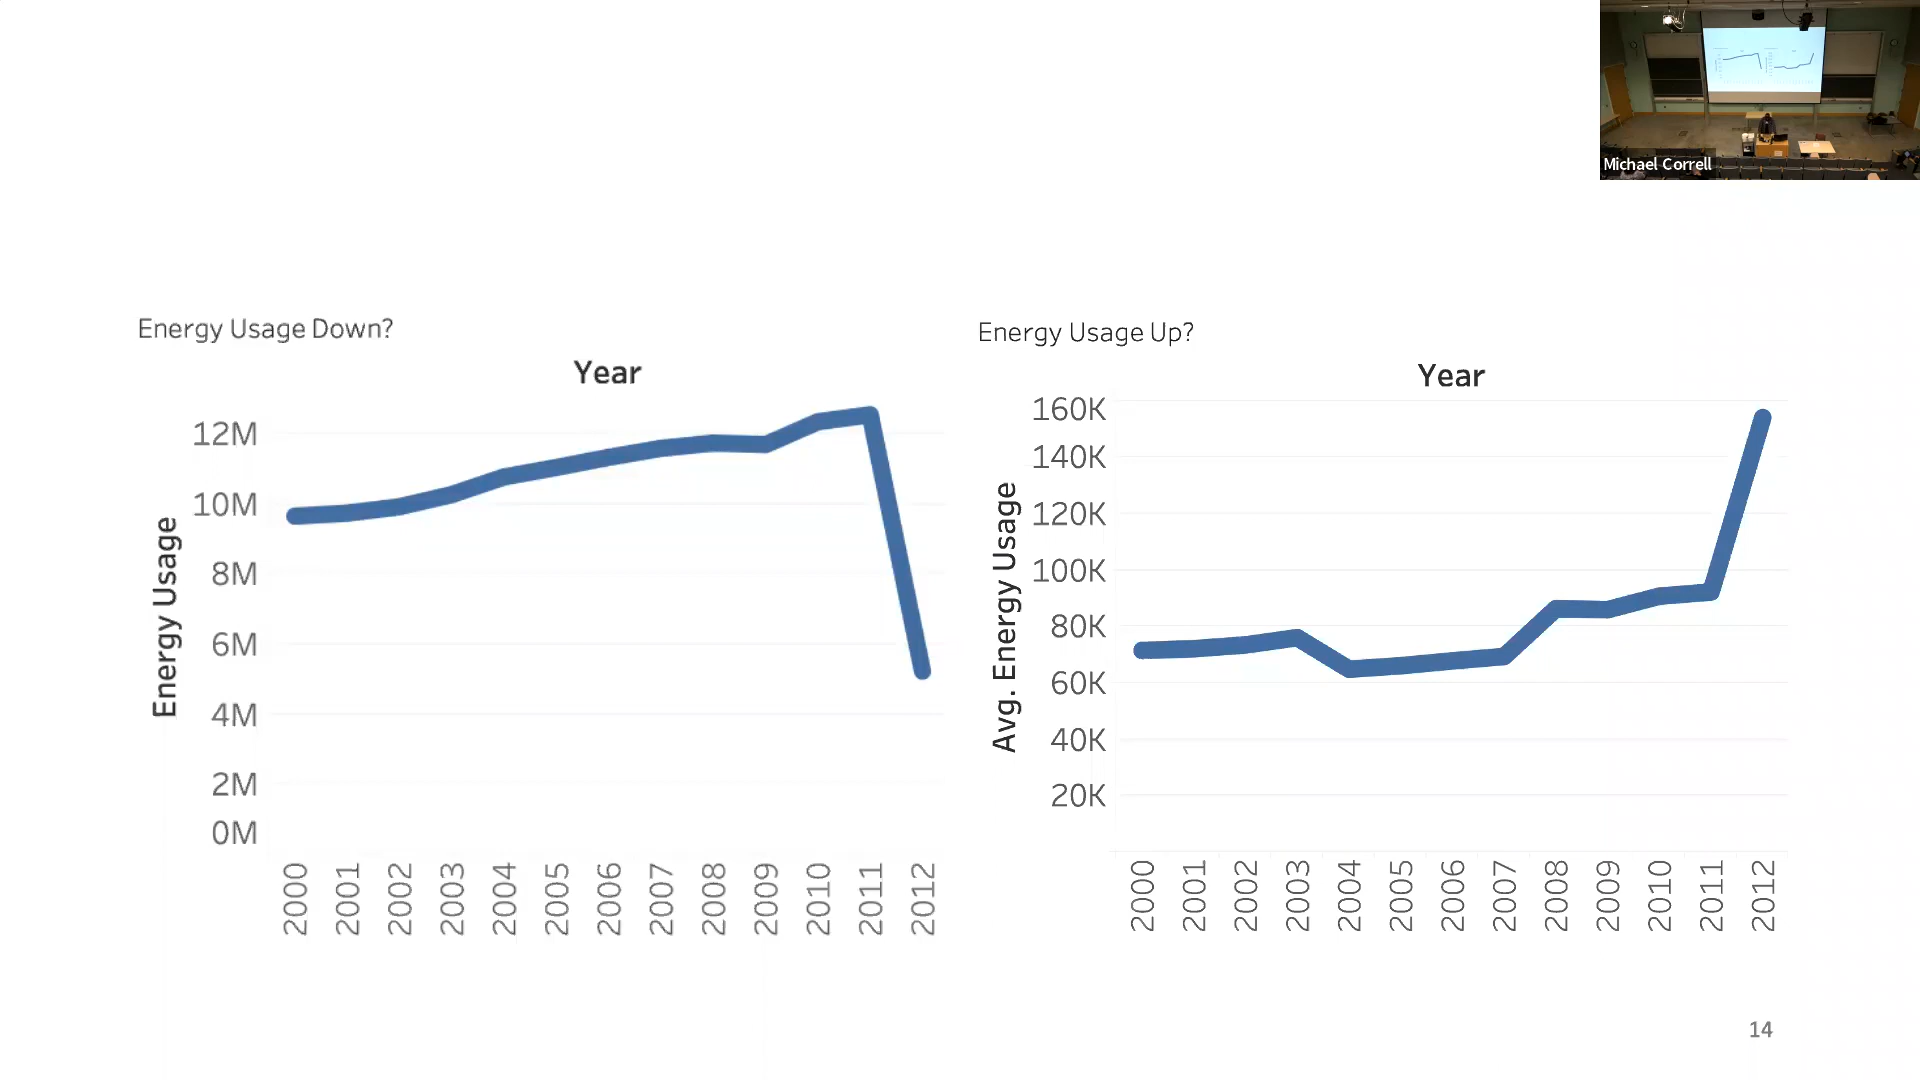 Michael Correll
Energy Usage Down?
Year
12M
10M
8M
6M
4M
2M
0M
Energy Usage
2000 2001 2002 2003 2004 2005 2006 2007 2008 2009 2010 2011 2012
Energy Usage Up?
Year
160K
140K
120K
100K
80K
60K
40K
20K
Avg. Energy Usage
2000 2001 2002 2003 2004 2005 2006 2007 2008 2009 2010 2011 2012
14